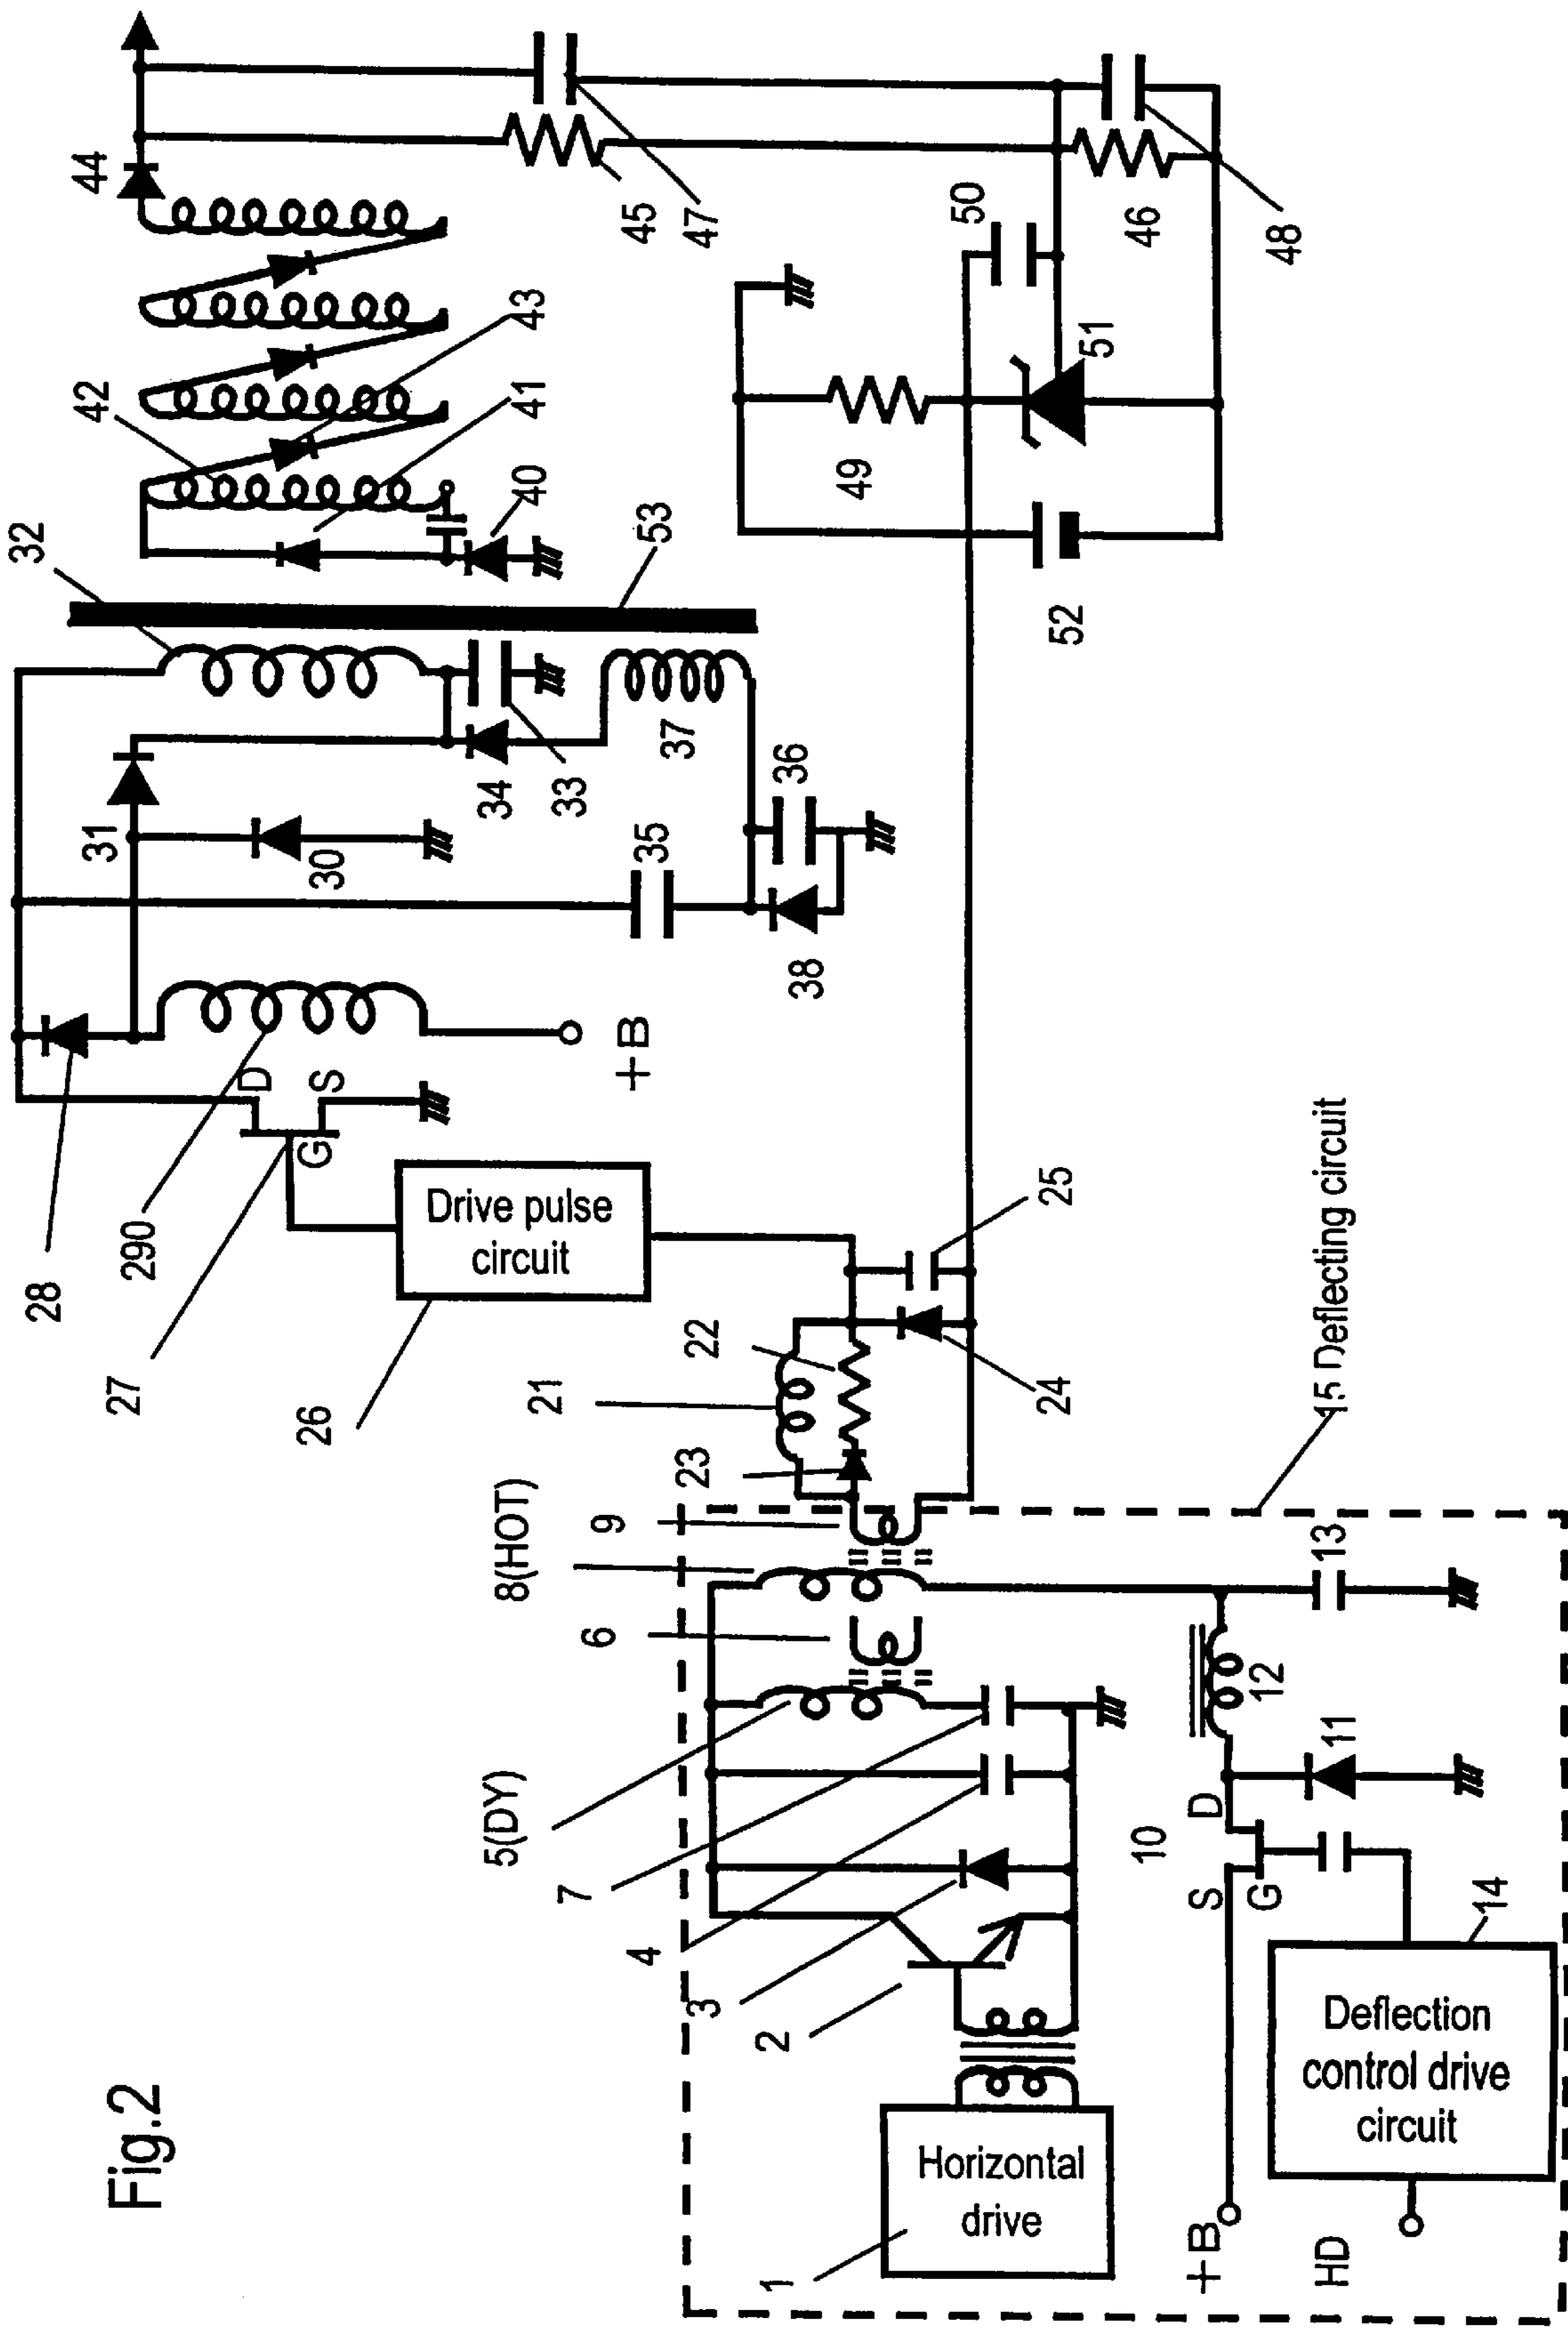 Fig.2
44
42
32
43
41
40
53
45
47
50
46
48
51
49
52
31
30
34
33
37
35
36
38
28
290
27
D
S
G
+B
26
Drive pulse
circuit
25
22
21
23
24
8(HOT)
9
6
5(DY)
7
4
3
2
1
Horizontal
drive
15 Deflecting circuit
13
12
11
10
D
S
G
14
Deflection
control drive
circuit
+B
HD